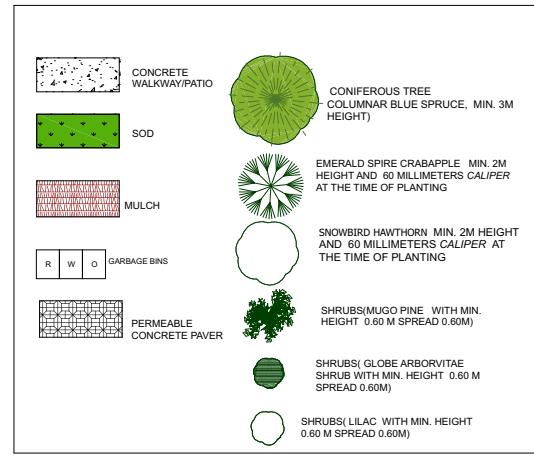 CONCRETE
WALKWAY/PATIO
SOD
MULCH
R W O
GARBAGE BINS
PERMEABLE
CONCRETE PAVER
CONIFEROUS TREE
COLUMNAR BLUE SPRUCE, MIN. 3M
HEIGHT)
EMERALD SPIRE CRABAPPLE MIN. 2M
HEIGHT AND 60 MILLIMETERS CALIPER
AT THE TIME OF PLANTING
SNOWBIRD HAWTHORN MIN. 2M HEIGHT
AND 60 MILLIMETERS CALIPER AT
THE TIME OF PLANTING
SHRUBS(MUGO PINE WITH MIN.
HEIGHT 0.60 M SPREAD 0.60M)
SHRUBS( GLOBE ARBORVITAE
SHRUB WITH MIN. HEIGHT 0.60 M
SPREAD 0.60M)
SHRUBS( LILAC WITH MIN. HEIGHT
0.60 M SPREAD 0.60M)